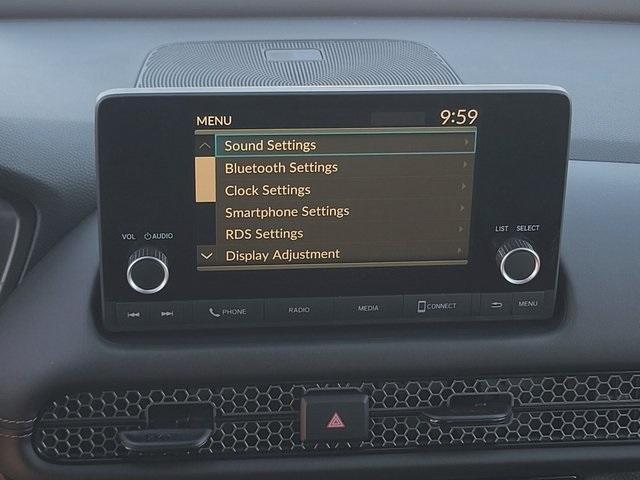 MENU 9:59
Sound Settings
Bluetooth Settings
Clock Settings
Smartphone Settings
RDS Settings
Display Adjustment
VOL AUDIO
LIST SELECT
PHONE RADIO MEDIA CONNECT MENU